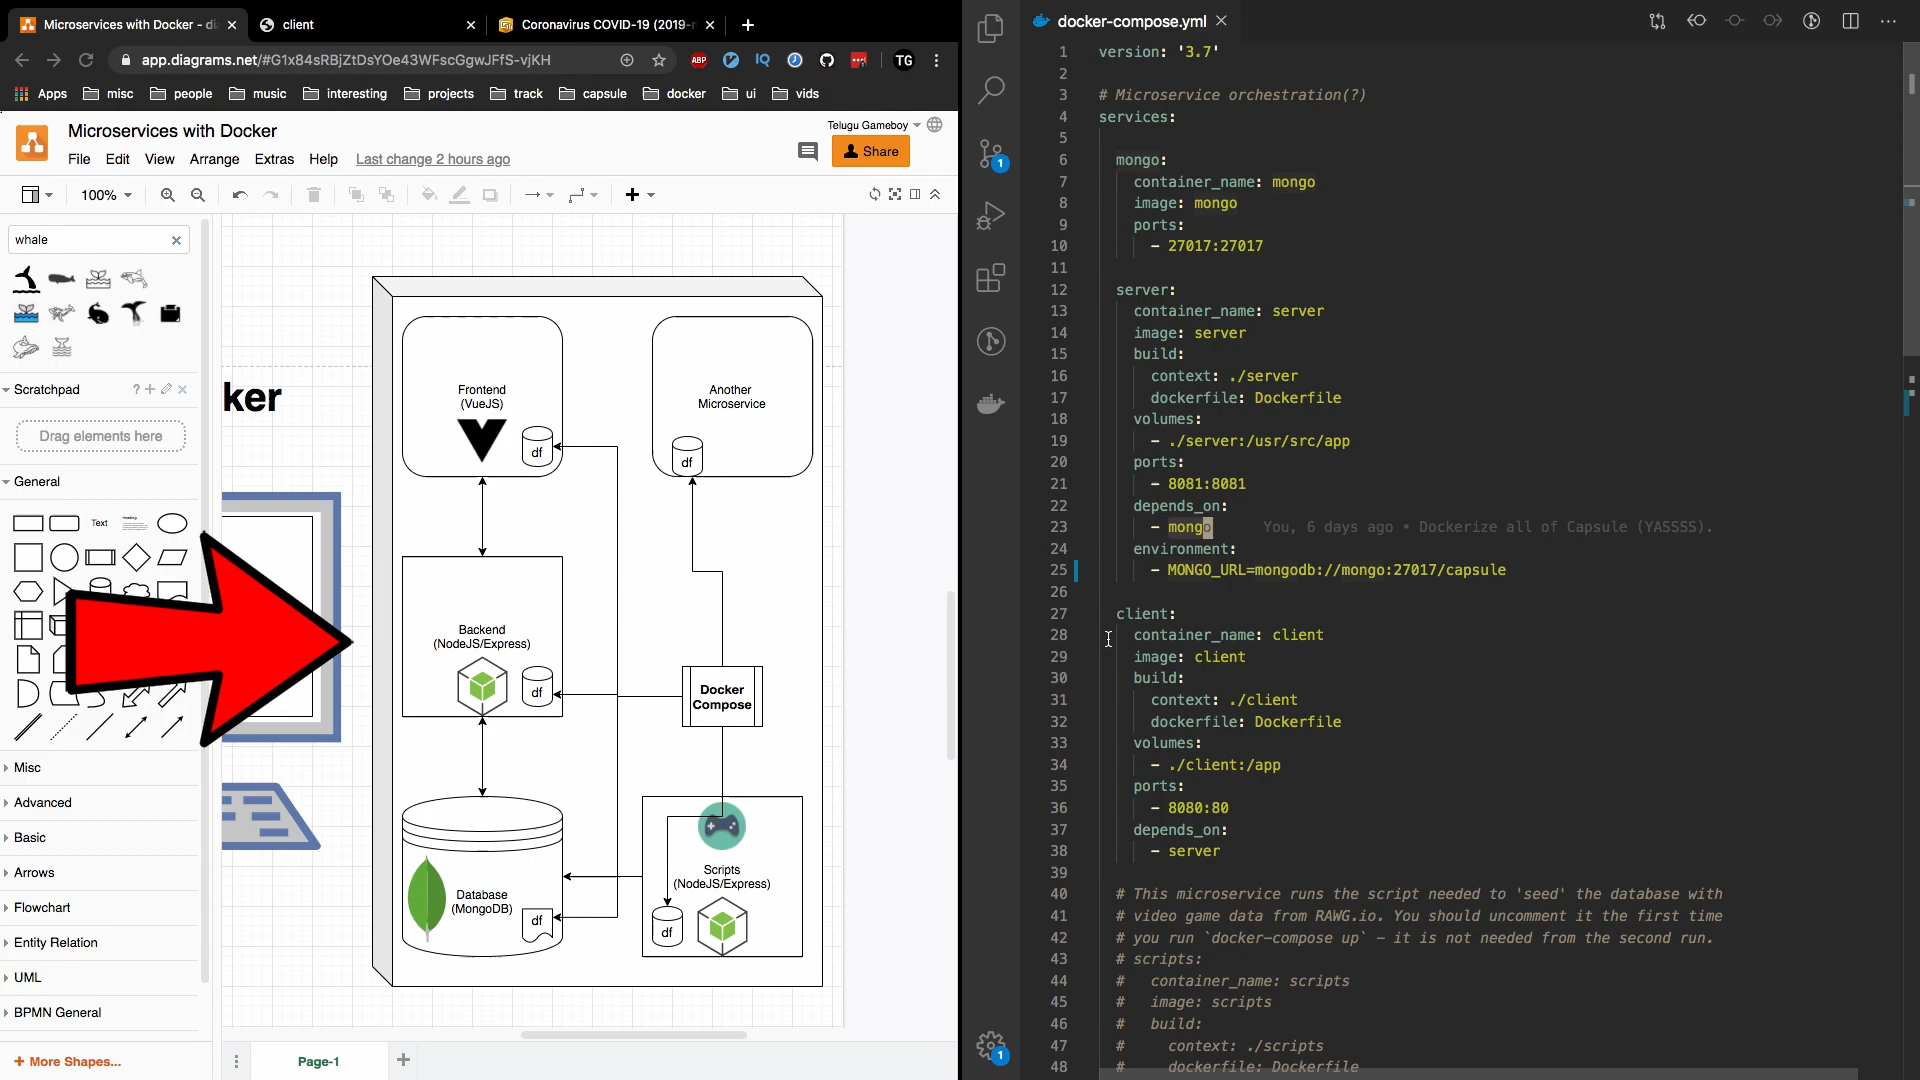 Microservices with Docker - di
client
Coronavirus COVID-19 (2019-n
app.diagrams.net/#G1x84sRBjZtDsYOe43WFscGgwJFfS-vjKH
ABP
IQ
TG
Apps
misc
people
music
interesting
projects
track
capsule
docker
ui
vids
Microservices with Docker
Telugu Gameboy
File
Edit
View
Arrange
Extras
Help
Last change 2 hours ago
Share
100%
whale
Scratchpad
?
Drag elements here
General
Text
Heading
Misc
Advanced
Basic
Arrows
Flowchart
Entity Relation
UML
BPMN General
+ More Shapes...
Page-1
ker
Frontend
(VueJS)
df
Another
Microservice
df
Backend
(NodeJS/Express)
df
Docker
Compose
Database
(MongoDB)
df
Scripts
(NodeJS/Express)
df
docker-compose.yml
1
1
1 version: '3.7'
2
3 # Microservice orchestration(?)
4 services:
5
6 mongo:
7 container_name: mongo
8 image: mongo
9 ports:
10 - 27017:27017
11
12 server:
13 container_name: server
14 image: server
15 build:
16 context: ./server
17 dockerfile: Dockerfile
18 volumes:
19 - ./server:/usr/src/app
20 ports:
21 - 8081:8081
22 depends_on:
23 - mongo You, 6 days ago • Dockerize all of Capsule (YASSSS).
24 environment:
25 - MONGO_URL=mongodb://mongo:27017/capsule
26
27 client:
28 container_name: client
29 image: client
30 build:
31 context: ./client
32 dockerfile: Dockerfile
33 volumes:
34 - ./client:/app
35 ports:
36 - 8080:80
37 depends_on:
38 - server
39
40 # This microservice runs the script needed to 'seed' the database with
41 # video game data from RAWG.io. You should uncomment it the first time
42 # you run `docker-compose up` - it is not needed from the second run.
43 # scripts:
44 # container_name: scripts
45 # image: scripts
46 # build:
47 # context: ./scripts
48 # dockerfile: Dockerfile